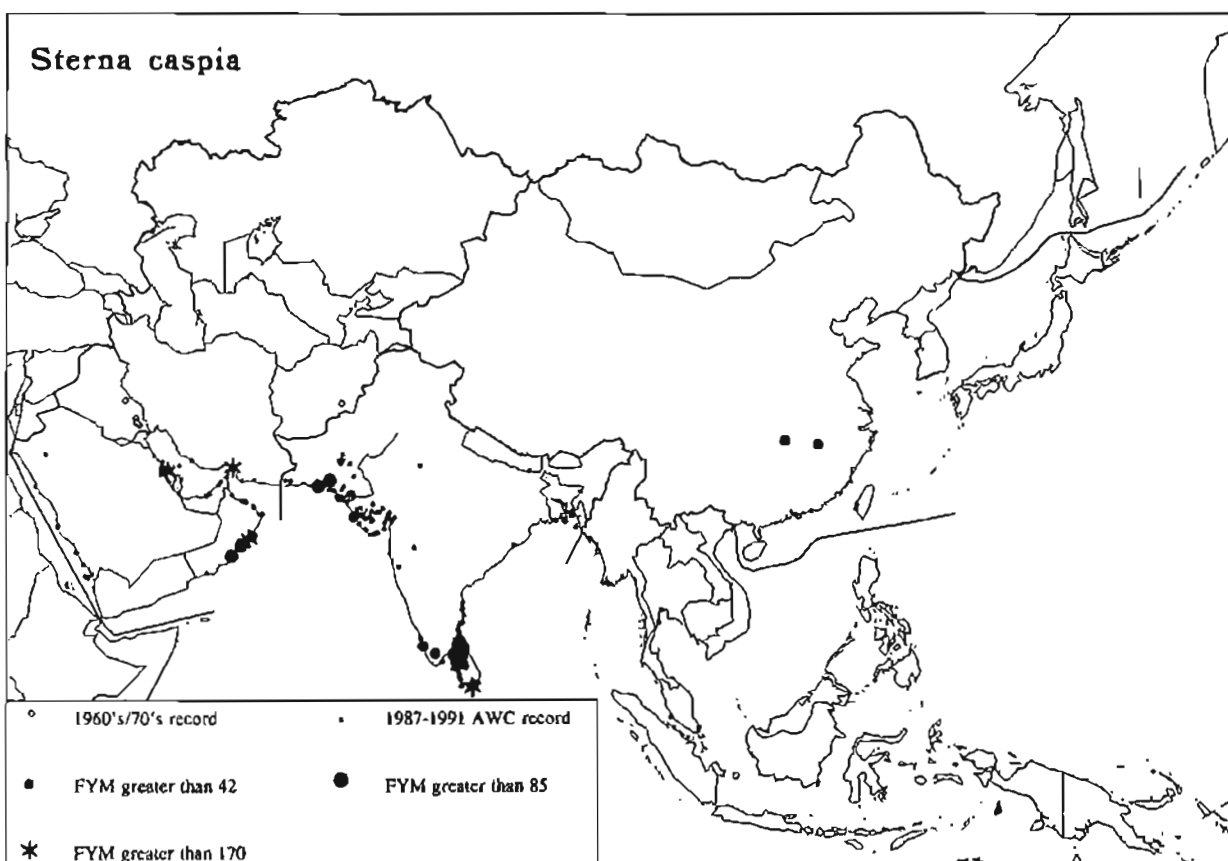 Sterna caspia
1960's/70's record
1987-1991 AWC record
FYM greater than 42
FYM greater than 85
FYM greater than 170